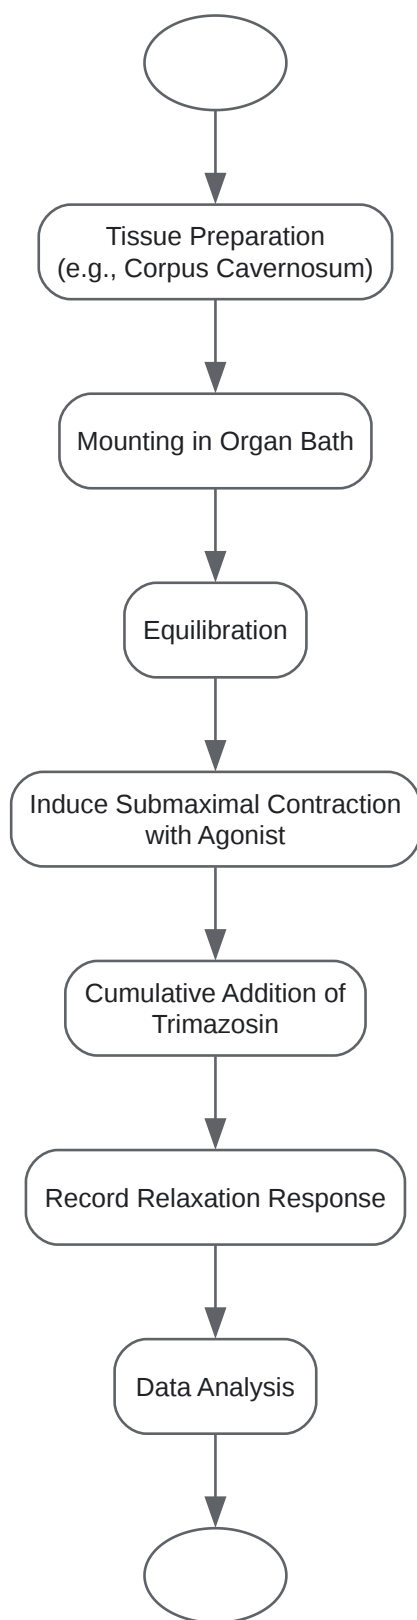 Tissue Preparation
(e.g., Corpus Cavernosum)
Mounting in Organ Bath
Equilibration
Induce Submaximal Contraction
with Agonist
Cumulative Addition of
Trimazosin
Record Relaxation Response
Data Analysis